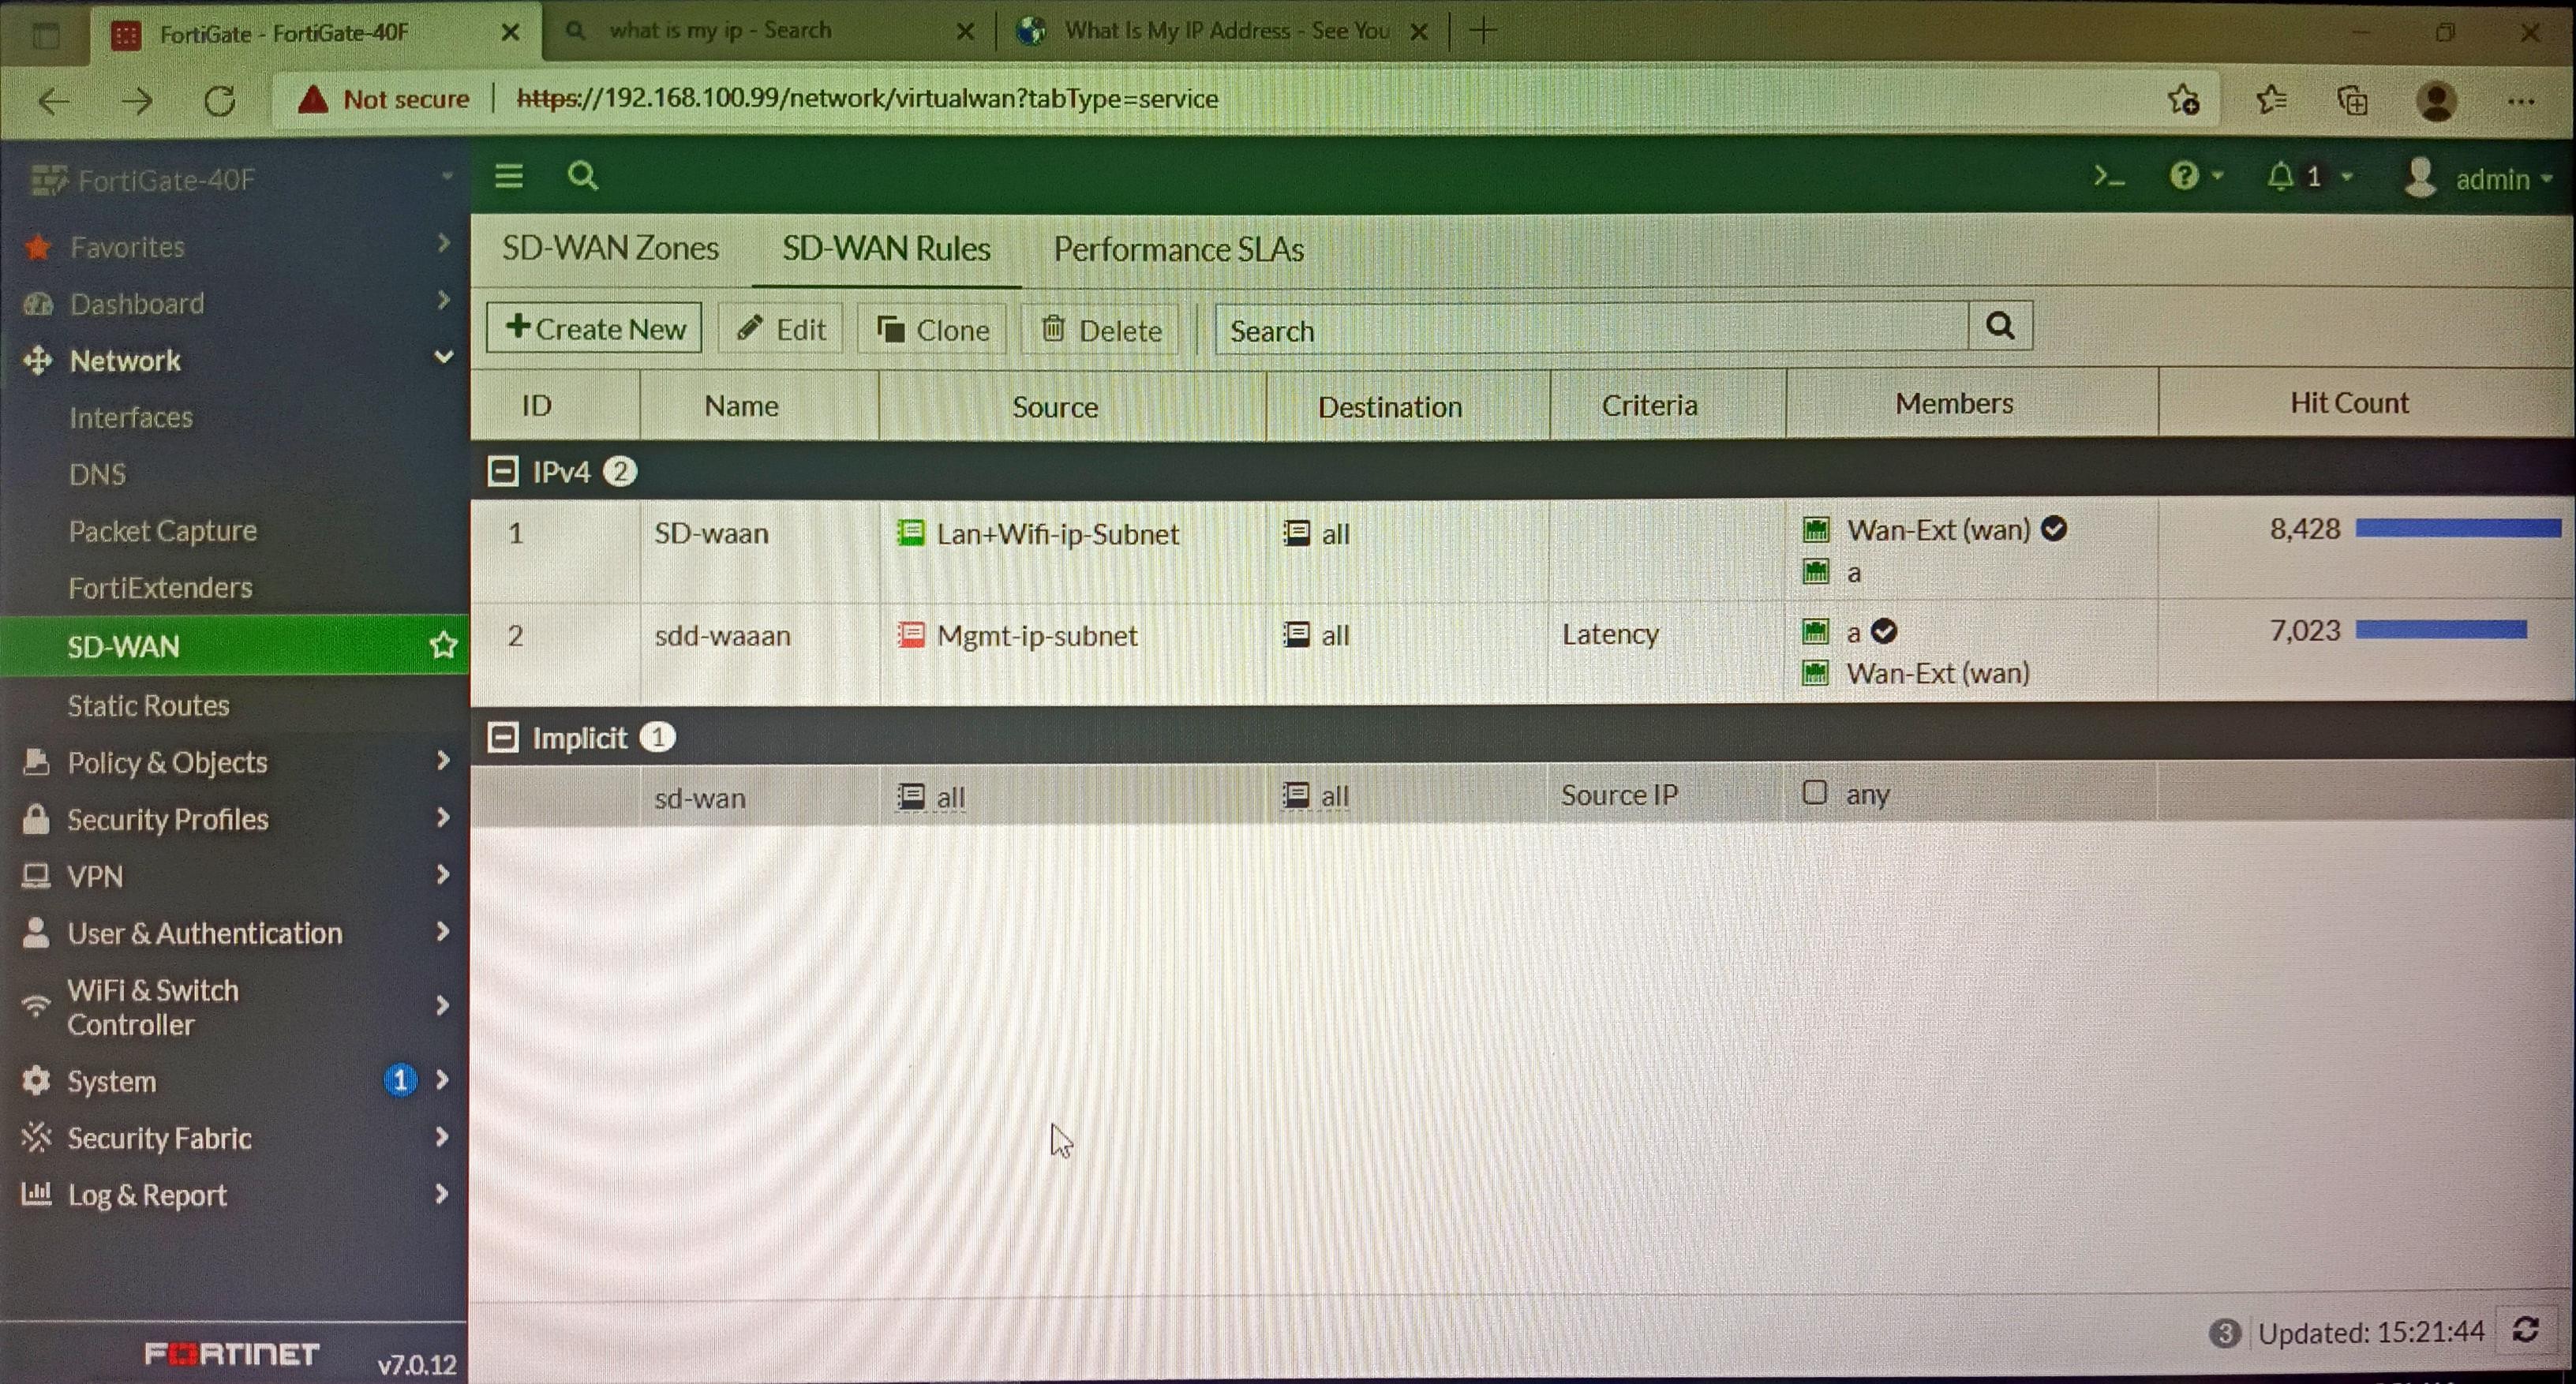 FortiGate - FortiGate-40F
what is my ip - Search
What Is My IP Address - See You
Not secure
https://192.168.100.99/network/virtualwan?tabType=service
FortiGate-40F
1
admin
Favorites
Dashboard
Network
Interfaces
DNS
Packet Capture
FortiExtenders
SD-WAN
Static Routes
Policy & Objects
Security Profiles
VPN
User & Authentication
WiFi & Switch
Controller
System 1
Security Fabric
Log & Report
FORTINET v7.0.12
SD-WAN Zones SD-WAN Rules Performance SLAs
+Create New Edit Clone Delete Search
ID Name Source Destination Criteria Members Hit Count
IPv4 2
1 SD-waan Lan+Wifi-ip-Subnet all Wan-Ext (wan) 8,428
a
2 sdd-waaan Mgmt-ip-subnet all Latency a 7,023
Wan-Ext (wan)
Implicit 1
sd-wan all all Source IP any
3 Updated: 15:21:44